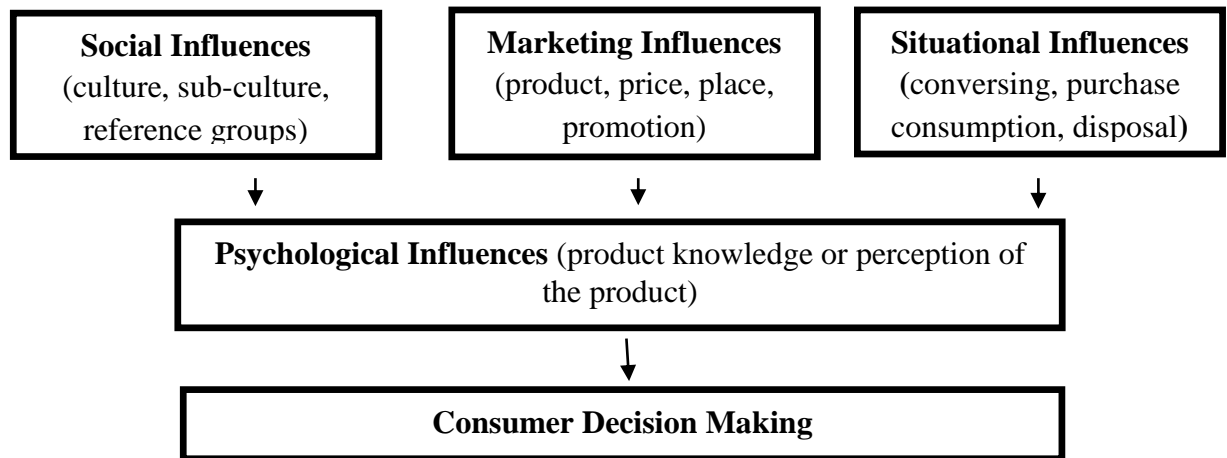 Social Influences
(culture, sub-culture,
reference groups)
Marketing Influences
(product, price, place,
promotion)
Situational Influences
(conversing, purchase
consumption, disposal)
Psychological Influences (product knowledge or perception of
the product)
Consumer Decision Making